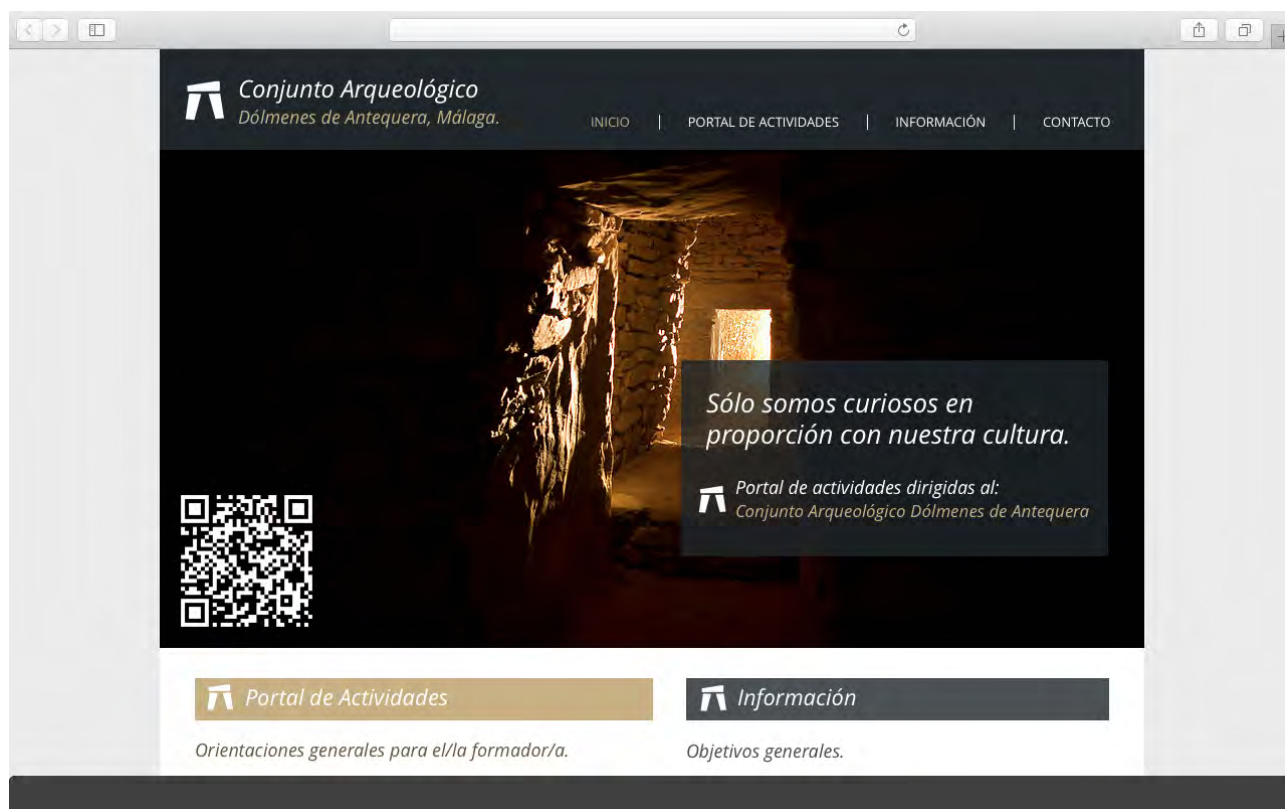 Conjunto Arqueológico
Dólmenes de Antequera, Málaga.
INICIO | PORTAL DE ACTIVIDADES | INFORMACIÓN | CONTACTO
Sólo somos curiosos en
proporción con nuestra cultura.
Portal de actividades dirigidas al:
Conjunto Arqueológico Dólmenes de Antequera
Portal de Actividades
Orientaciones generales para el/la formador/a.
Información
Objetivos generales.